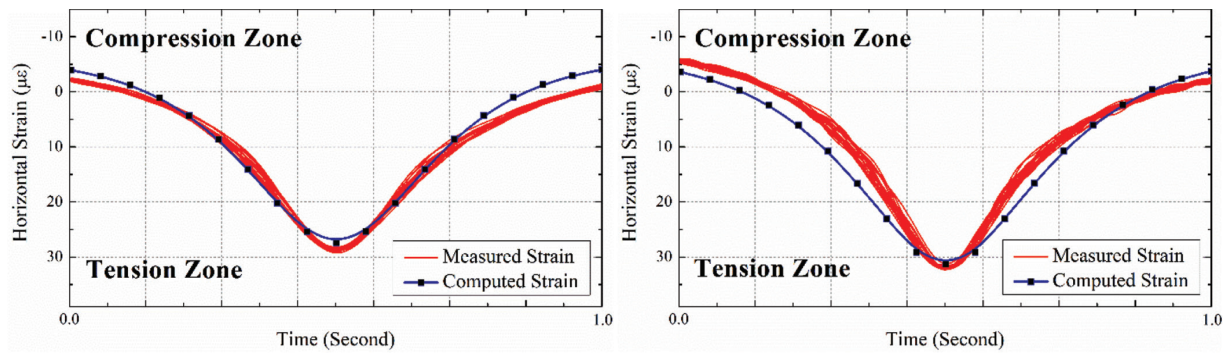 -10
0
10
20
30
Horizontal Strain (με)
Compression Zone
Tension Zone
Measured Strain
Computed Strain
0.0
1.0
Time (Second)
-10
0
10
20
30
Horizontal Strain (με)
Compression Zone
Tension Zone
Measured Strain
Computed Strain
0.0
1.0
Time (Second)